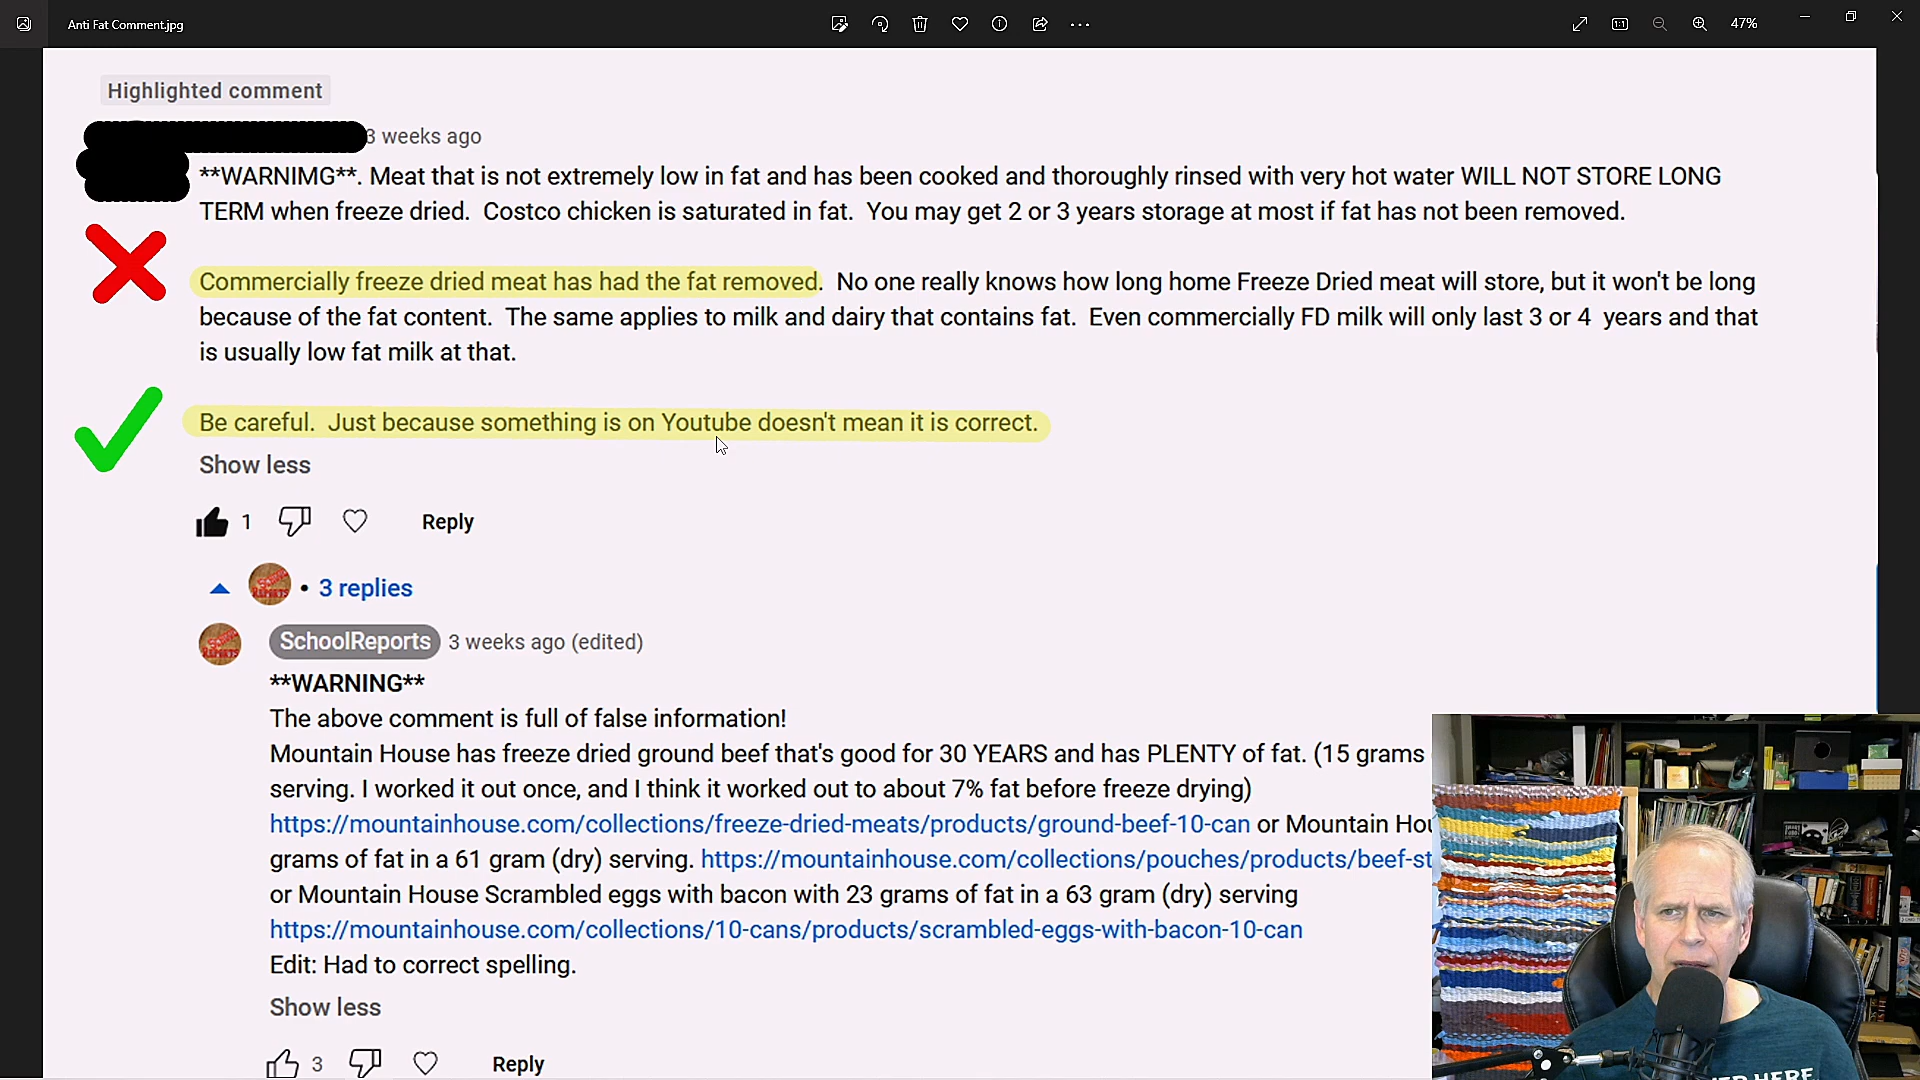 Anti Fat Comment.jpg
47%
Highlighted comment
3 weeks ago
**WARNIMG**. Meat that is not extremely low in fat and has been cooked and thoroughly rinsed with very hot water WILL NOT STORE LONG
TERM when freeze dried.  Costco chicken is saturated in fat.  You may get 2 or 3 years storage at most if fat has not been removed.
Commercially freeze dried meat has had the fat removed.  No one really knows how long home Freeze Dried meat will store, but it won't be long
because of the fat content.  The same applies to milk and dairy that contains fat.  Even commercially FD milk will only last 3 or 4  years and that
is usually low fat milk at that.
Be careful.  Just because something is on Youtube doesn't mean it is correct.
Show less
1 Reply
• 3 replies
SchoolReports 3 weeks ago (edited)
**WARNING**
The above comment is full of false information!
Mountain House has freeze dried ground beef that's good for 30 YEARS and has PLENTY of fat. (15 grams
serving. I worked it out once, and I think it worked out to about 7% fat before freeze drying)
https://mountainhouse.com/collections/freeze-dried-meats/products/ground-beef-10-can or Mountain Hou
grams of fat in a 61 gram (dry) serving. https://mountainhouse.com/collections/pouches/products/beef-st
or Mountain House Scrambled eggs with bacon with 23 grams of fat in a 63 gram (dry) serving
https://mountainhouse.com/collections/10-cans/products/scrambled-eggs-with-bacon-10-can
Edit: Had to correct spelling.
Show less
3 Reply
HERE